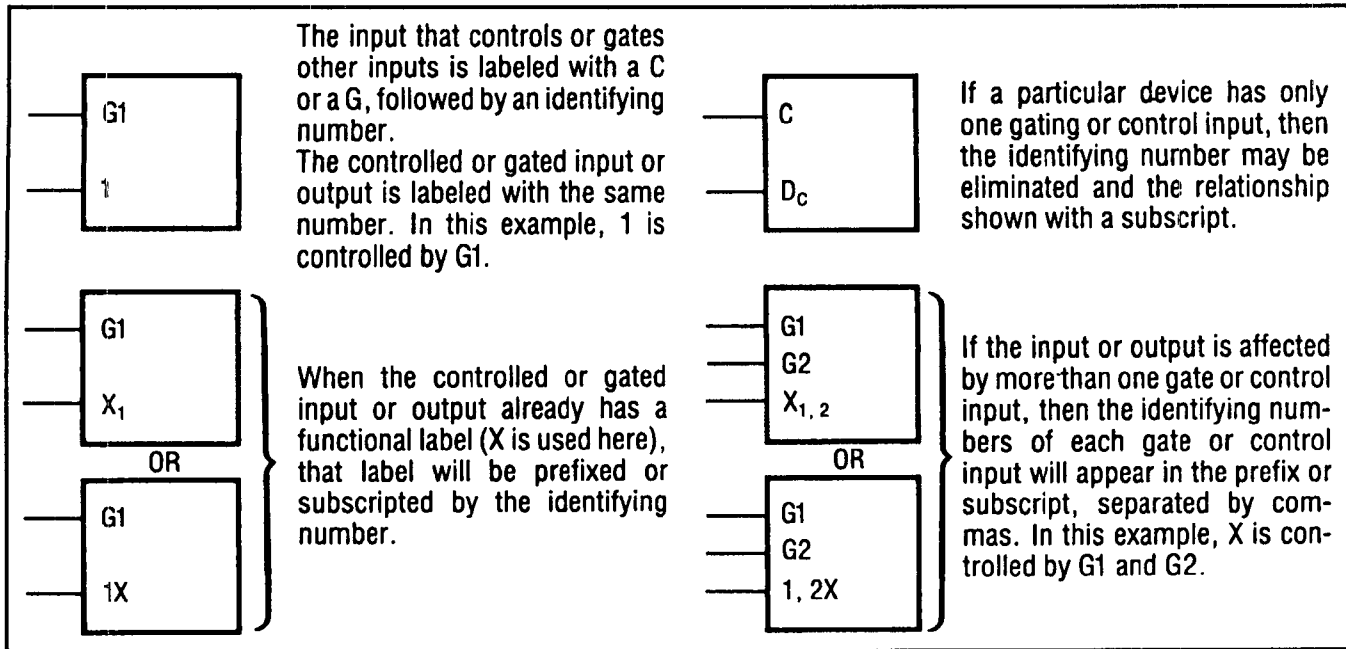 G1
1
The input that controls or gates
other inputs is labeled with a C
or a G, followed by an identifying
number.
The controlled or gated input or
output is labeled with the same
number. In this example, 1 is
controlled by G1.
C
D_C
If a particular device has only
one gating or control input, then
the identifying number may be
eliminated and the relationship
shown with a subscript.
G1
X₁
OR
G1
1X
When the controlled or gated
input or output already has a
functional label (X is used here),
that label will be prefixed or
subscripted by the identifying
number.
G1
G2
X₁, ₂
OR
G1
G2
1, 2X
If the input or output is affected
by more than one gate or control
input, then the identifying num-
bers of each gate or control
input will appear in the prefix or
subscript, separated by com-
mas. In this example, X is con-
trolled by G1 and G2.